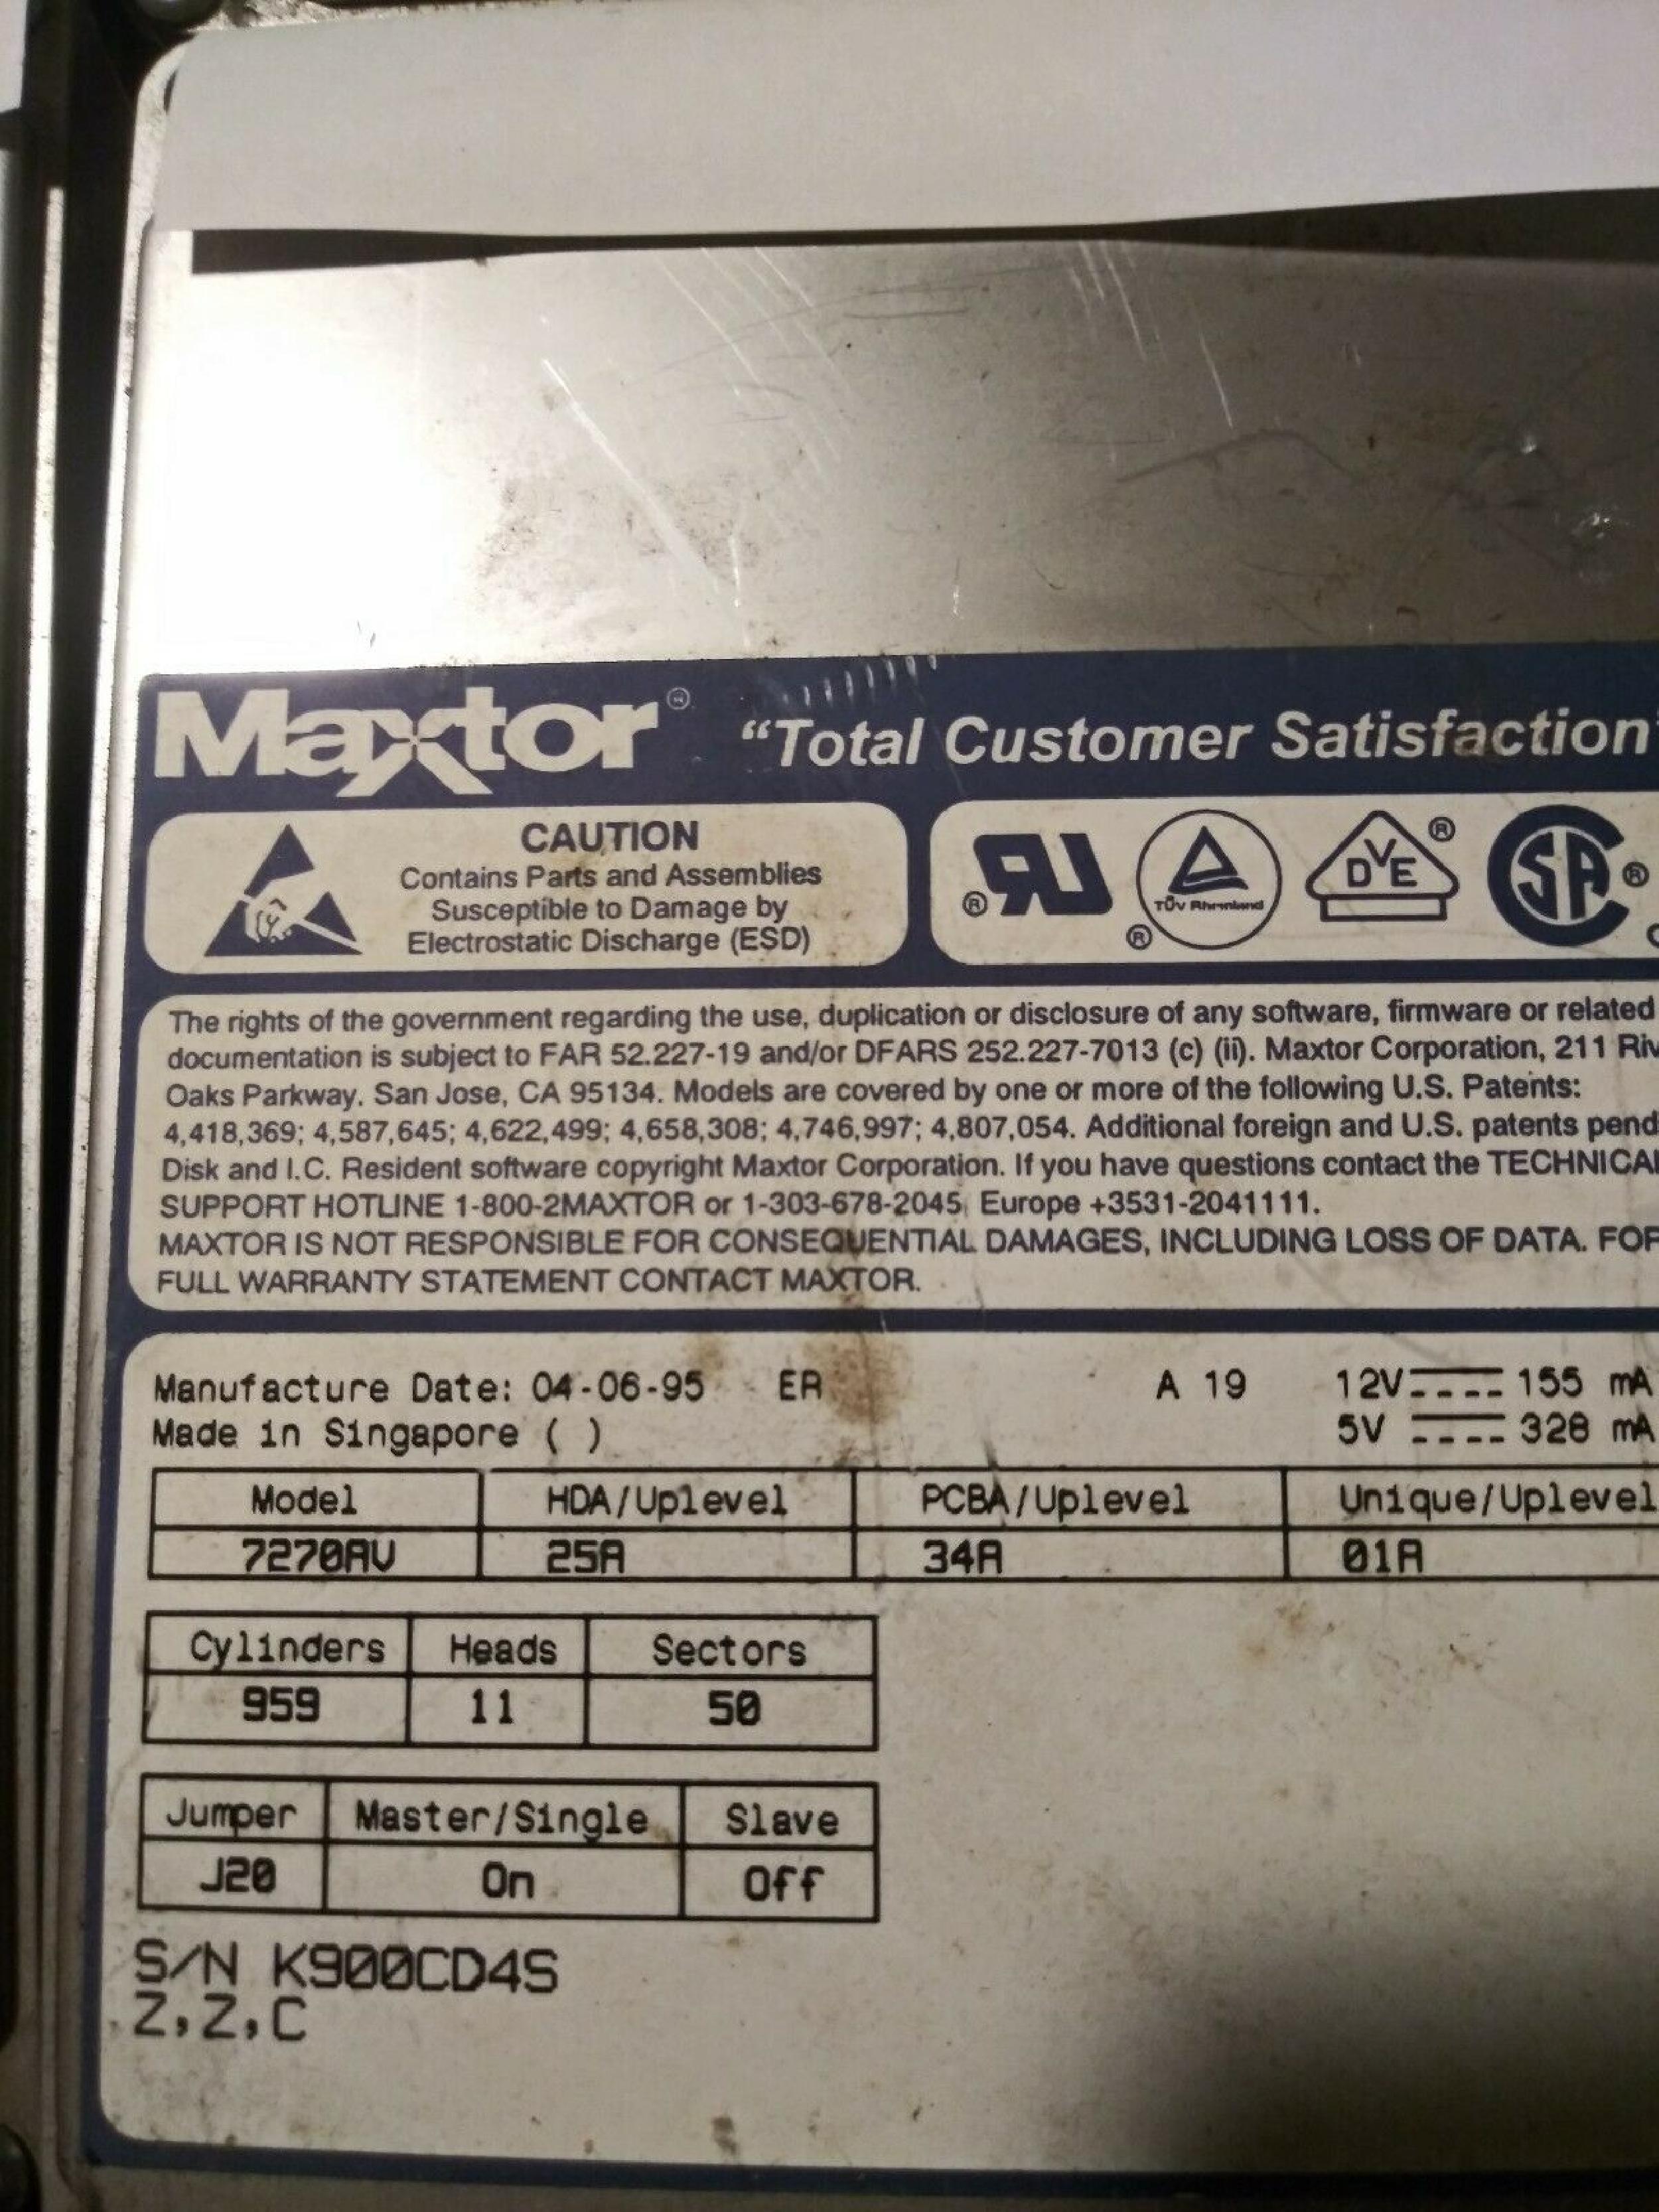 Maxtor® "Total Customer Satisfaction"
CAUTION
Contains Parts and Assemblies
Susceptible to Damage by
Electrostatic Discharge (ESD)
® RU ® TÜV Rheinland DVE ® SA ®
The rights of the government regarding the use, duplication or disclosure of any software, firmware or related
documentation is subject to FAR 52.227-19 and/or DFARS 252.227-7013 (c) (ii). Maxtor Corporation, 211 Riv
Oaks Parkway, San Jose, CA 95134. Models are covered by one or more of the following U.S. Patents:
4,418,369; 4,587,645; 4,622,499; 4,658,308; 4,746,997; 4,807,054. Additional foreign and U.S. patents pend
Disk and I.C. Resident software copyright Maxtor Corporation. If you have questions contact the TECHNICAL
SUPPORT HOTLINE 1-800-2MAXTOR or 1-303-678-2045, Europe +3531-2041111.
MAXTOR IS NOT RESPONSIBLE FOR CONSEQUENTIAL DAMAGES, INCLUDING LOSS OF DATA. FOR
FULL WARRANTY STATEMENT CONTACT MAXTOR.
Manufacture Date: 04-06-95 ER A 19 12V 155 mA
Made in Singapore ( ) 5V 328 mA
Model HDA/Uplevel PCBA/Uplevel Unique/Uplevel
7270AV 25A 34A 01A
Cylinders Heads Sectors
959 11 50
Jumper Master/Single Slave
J20 On Off
S/N K900CD4S
Z,Z,C